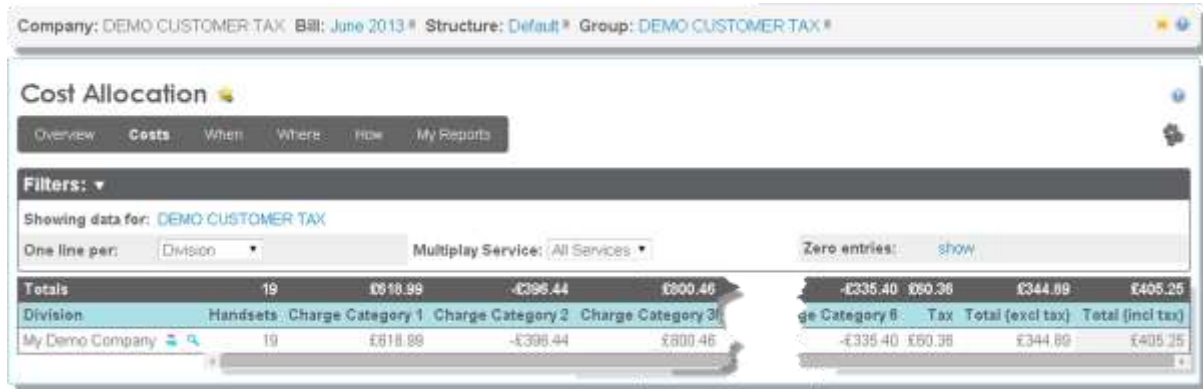 Company: DEMO CUSTOMER TAX Bill: June 2013 Structure: Default Group: DEMO CUSTOMER TAX
Cost Allocation
Overview Costs When Where How My Reports
Filters:
Showing data for: DEMO CUSTOMER TAX
One line per: Division Multiplay Service: All Services Zero entries: show
Totals 19 £618.99 -£396.44 £800.46 -£335.40 £60.36 £344.89 £405.25
Division Handsets Charge Category 1 Charge Category 2 Charge Category 3 ge Category 6 Tax Total (excl tax) Total (incl tax)
My Demo Company 19 £618.99 -£396.44 £800.46 -£335.40 £60.36 £344.89 £405.25